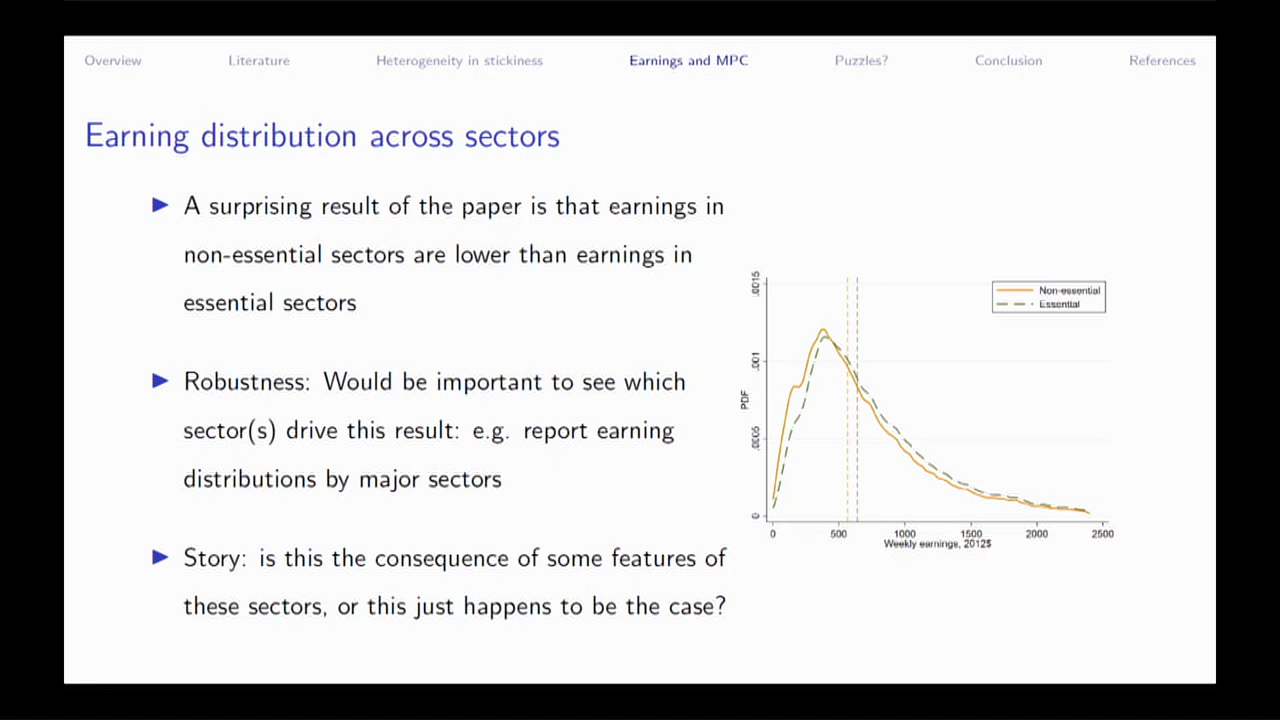 Overview Literature Heterogeneity in stickiness Earnings and MPC Puzzles? Conclusion References
Earning distribution across sectors
▶ A surprising result of the paper is that earnings in
non-essential sectors are lower than earnings in
essential sectors
▶ Robustness: Would be important to see which
sector(s) drive this result: e.g. report earning
distributions by major sectors
▶ Story: is this the consequence of some features of
these sectors, or this just happens to be the case?
Non-essential
Essential
PDF
.0015
.001
.0005
0
0 500 1000 1500 2000 2500
Weekly earnings, 2012$